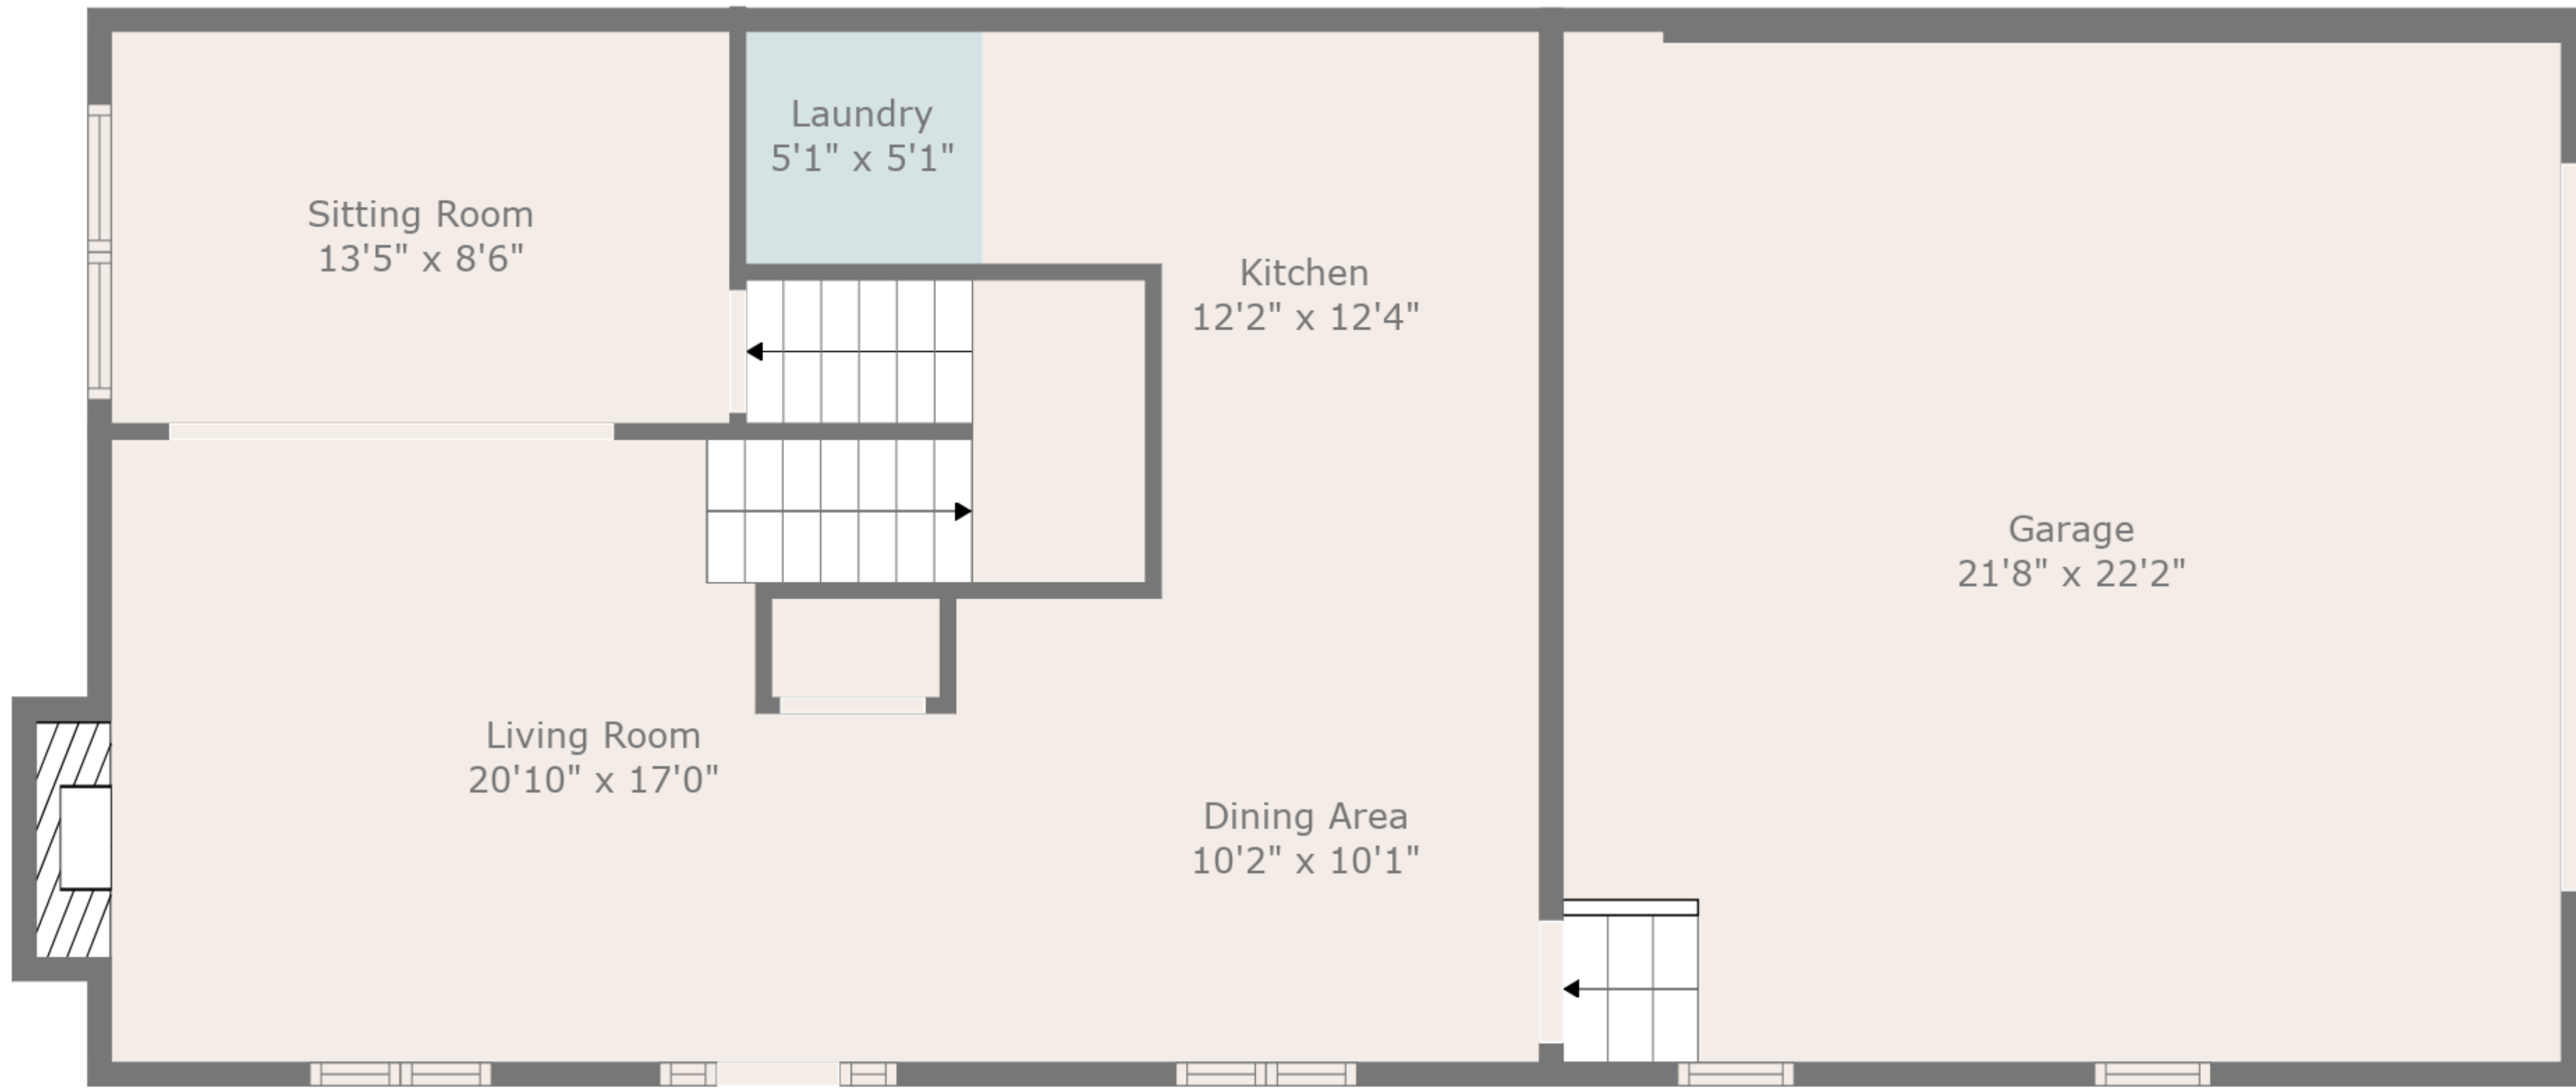 Laundry
5'1" x 5'1"
Sitting Room
13'5" x 8'6"
Kitchen
12'2" x 12'4"
Garage
21'8" x 22'2"
Living Room
20'10" x 17'0"
Dining Area
10'2" x 10'1"